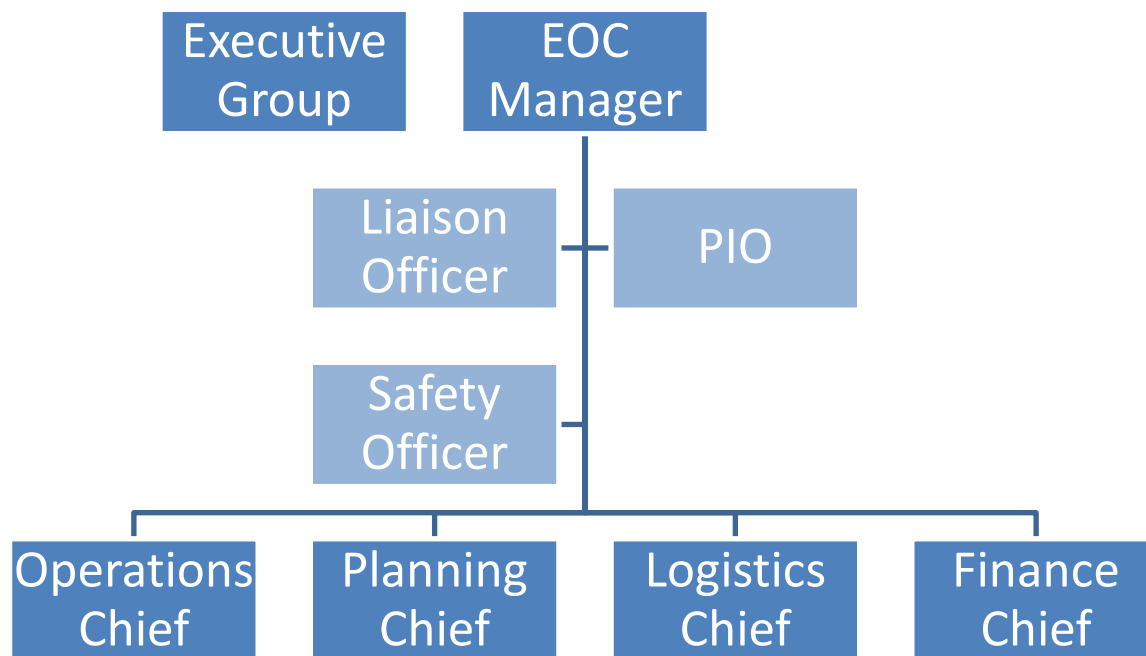 Executive
Group
EOC
Manager
Liaison
Officer
PIO
Safety
Officer
Operations
Chief
Planning
Chief
Logistics
Chief
Finance
Chief